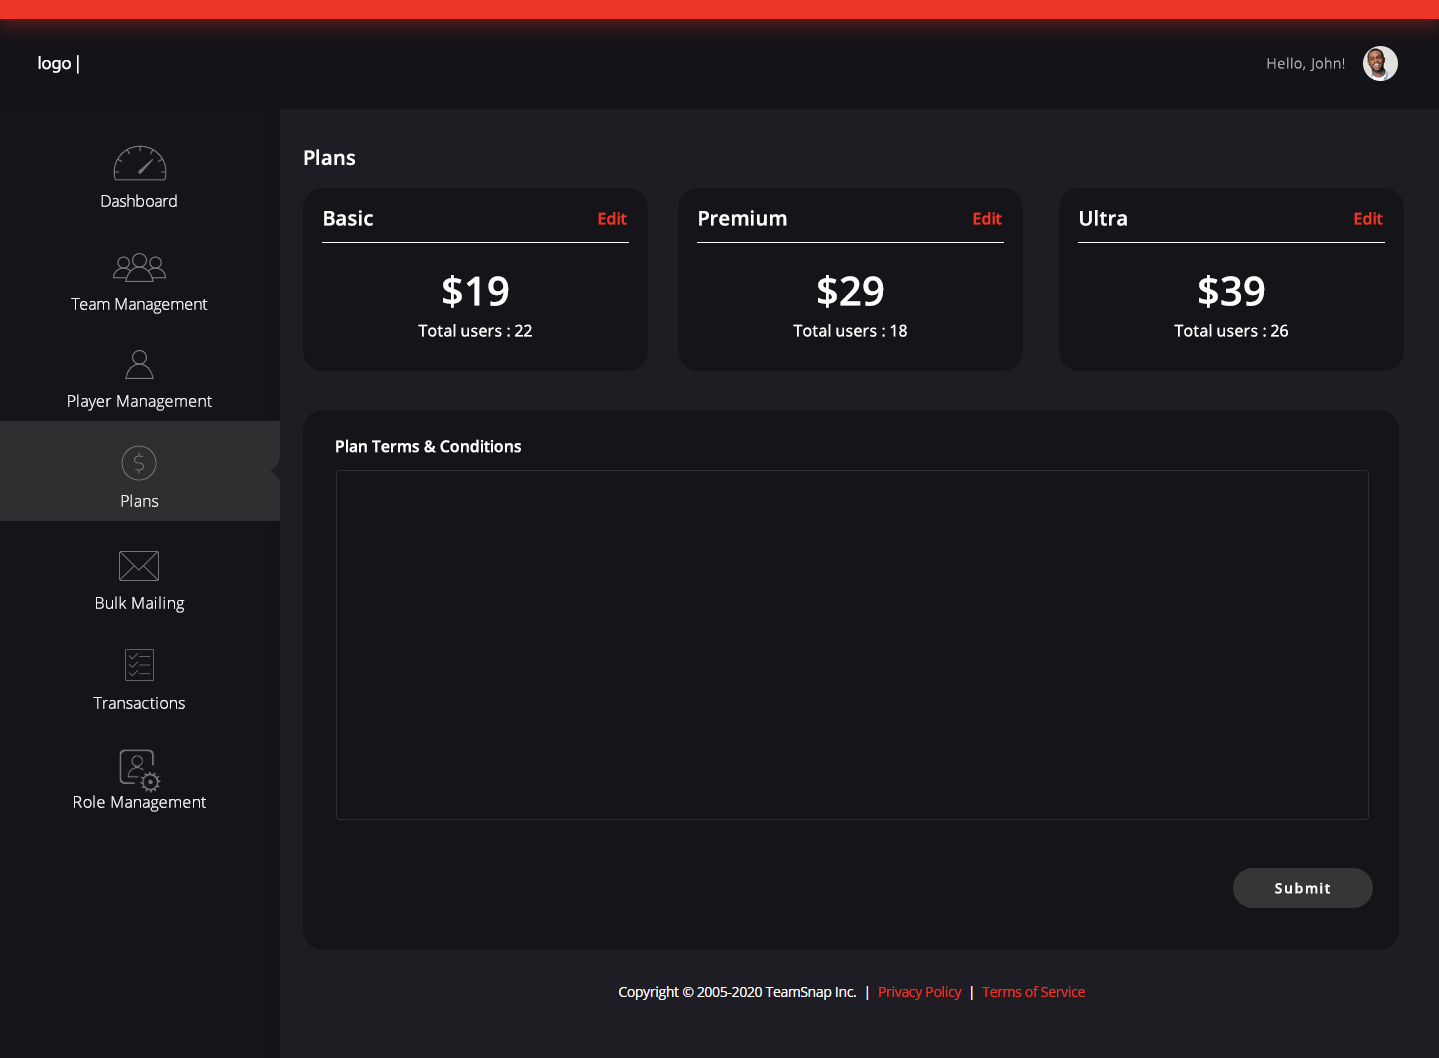 logo |
Hello, John!
Dashboard
Team Management
Player Management
Plans
Bulk Mailing
Transactions
Role Management
Plans
Basic Edit
$19
Total users : 22
Premium Edit
$29
Total users : 18
Ultra Edit
$39
Total users : 26
Plan Terms & Conditions
Submit
Copyright © 2005-2020 TeamSnap Inc. | Privacy Policy | Terms of Service